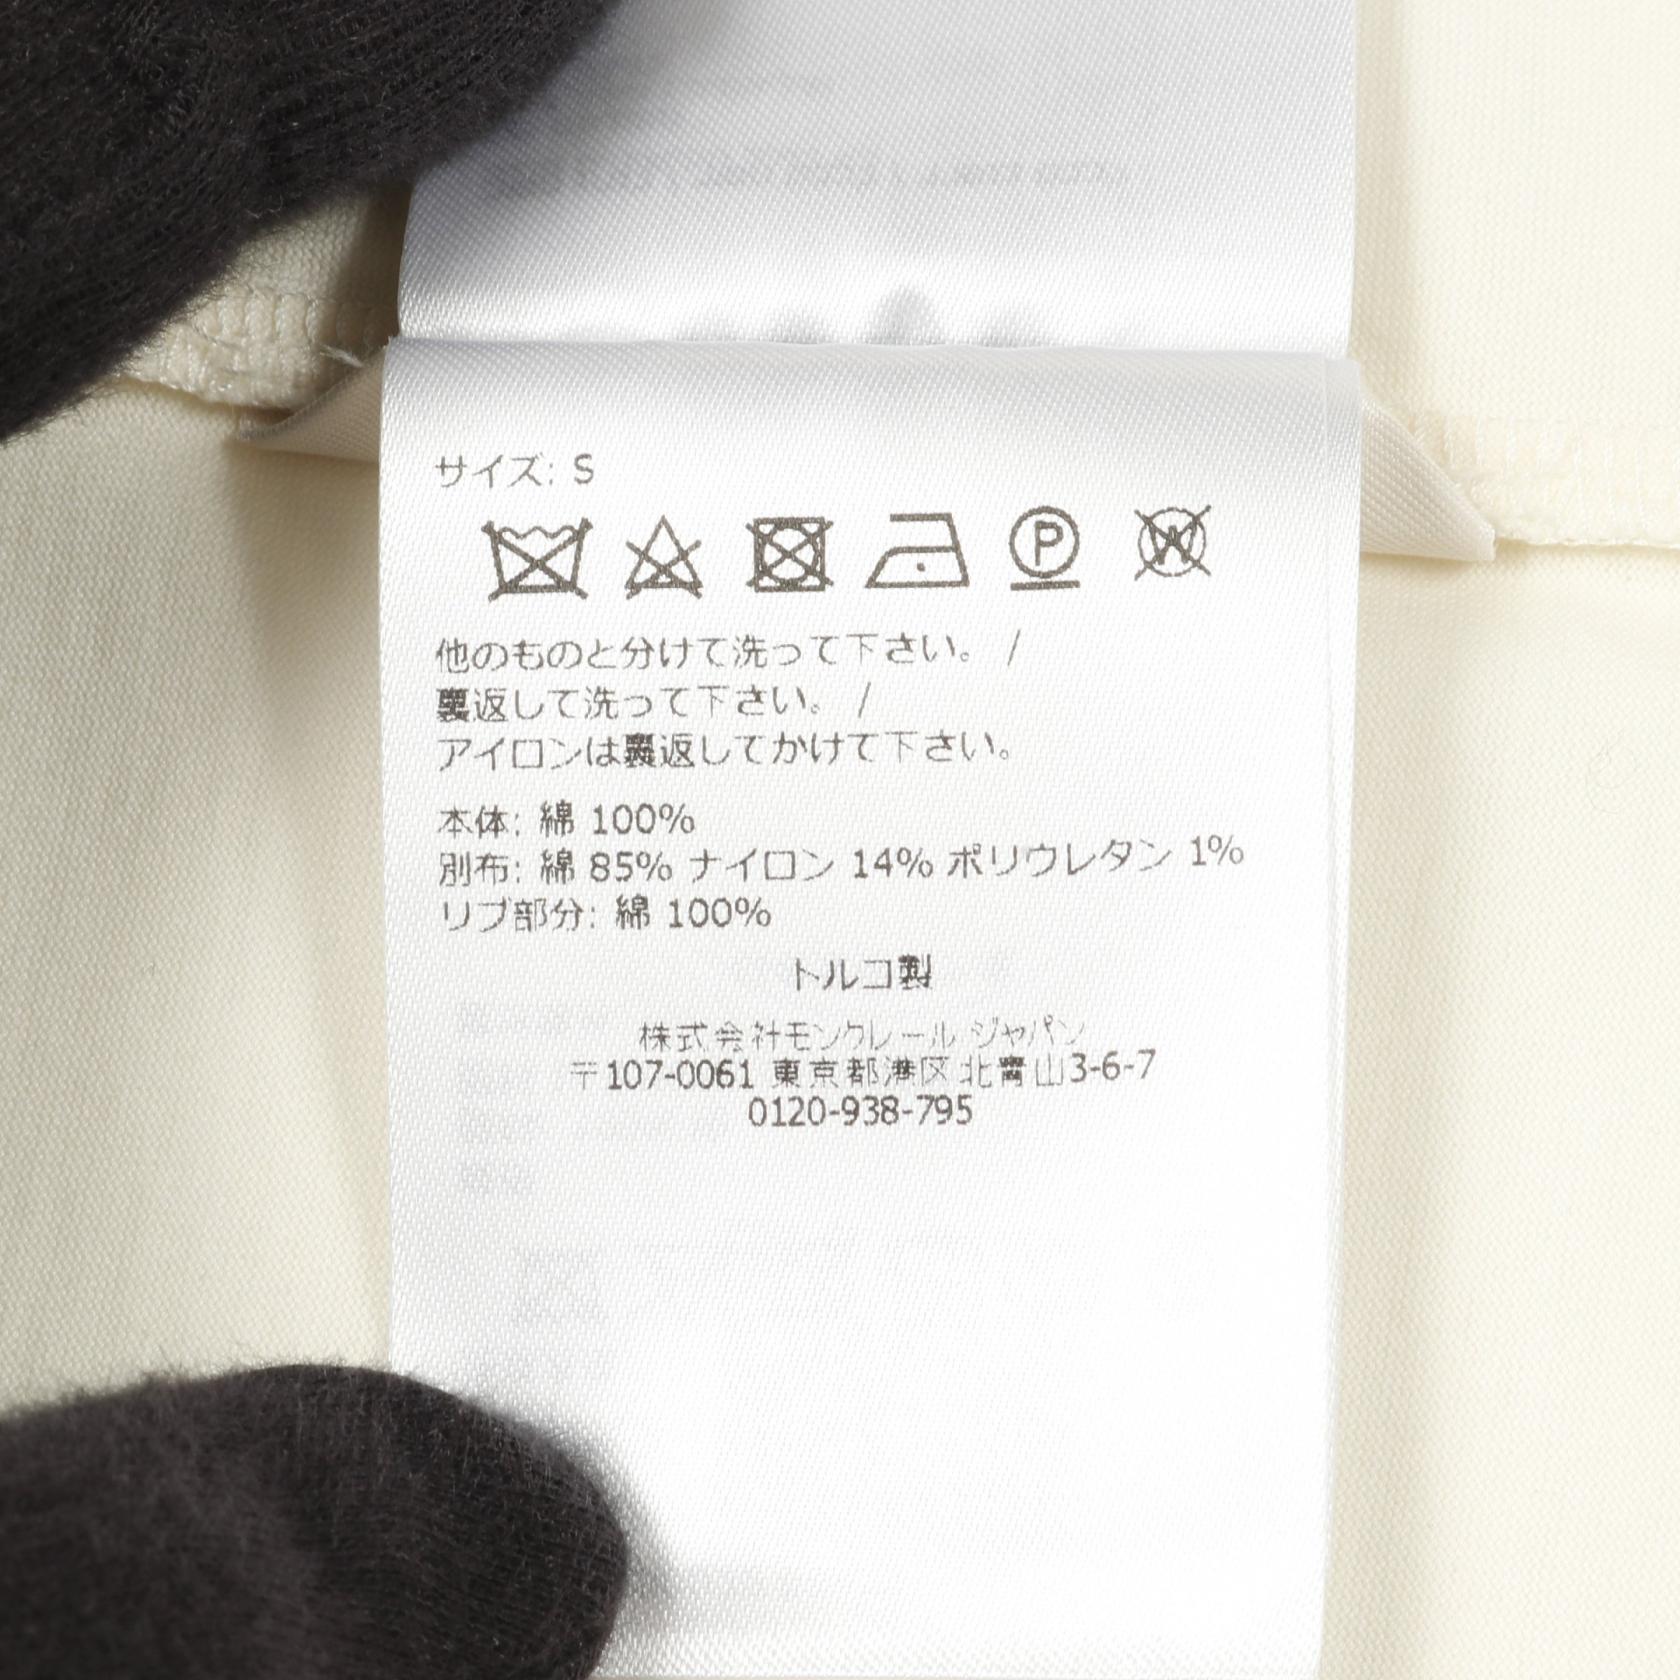 サイズ: S
P
W
他のものと分けて洗って下さい。 /
裏返して洗って下さい。 /
アイロンは裏返してかけて下さい。
本体: 綿 100%
別布: 綿 85% ナイロン 14% ポリウレタン 1%
リブ部分: 綿 100%
トルコ製
株式会社モンクレール ジャパン
〒107-0061 東京都港区 北青山3-6-7
0120-938-795